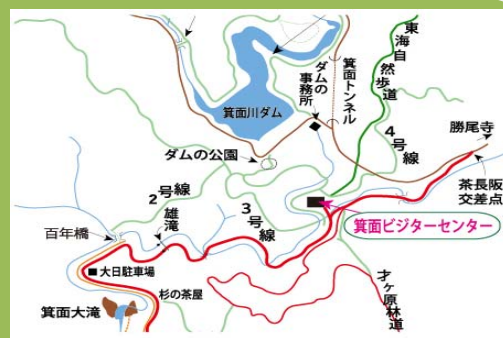 東海自然歩道
箕面トンネル
ダムの事務所
箕面川ダム
4号線
勝尾寺
ダムの公園
茶長阪
交差点
2号線
雄滝
3号線
箕面ビジターセンター
百年橋
大日駐車場
杉の茶屋
才ヶ原林道
箕面大滝